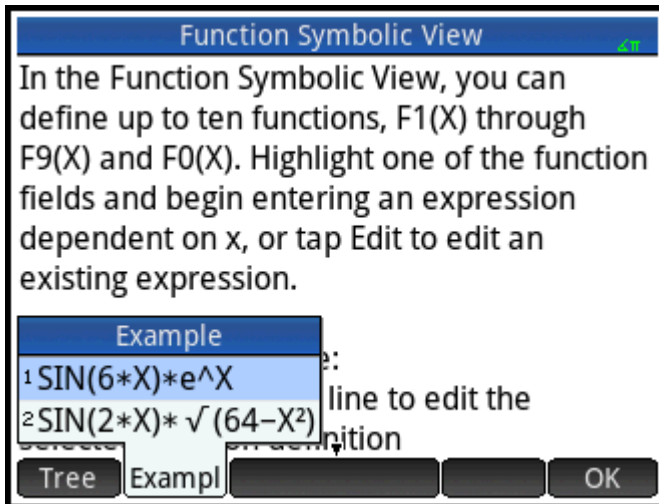 Function Symbolic View
∡π
In the Function Symbolic View, you can
define up to ten functions, F1(X) through
F9(X) and F0(X). Highlight one of the function
fields and begin entering an expression
dependent on x, or tap Edit to edit an
existing expression.
Example
1 SIN(6*X)*e^X
2 SIN(2*X)*√(64-X²)
line to edit the
Tree Exampl OK